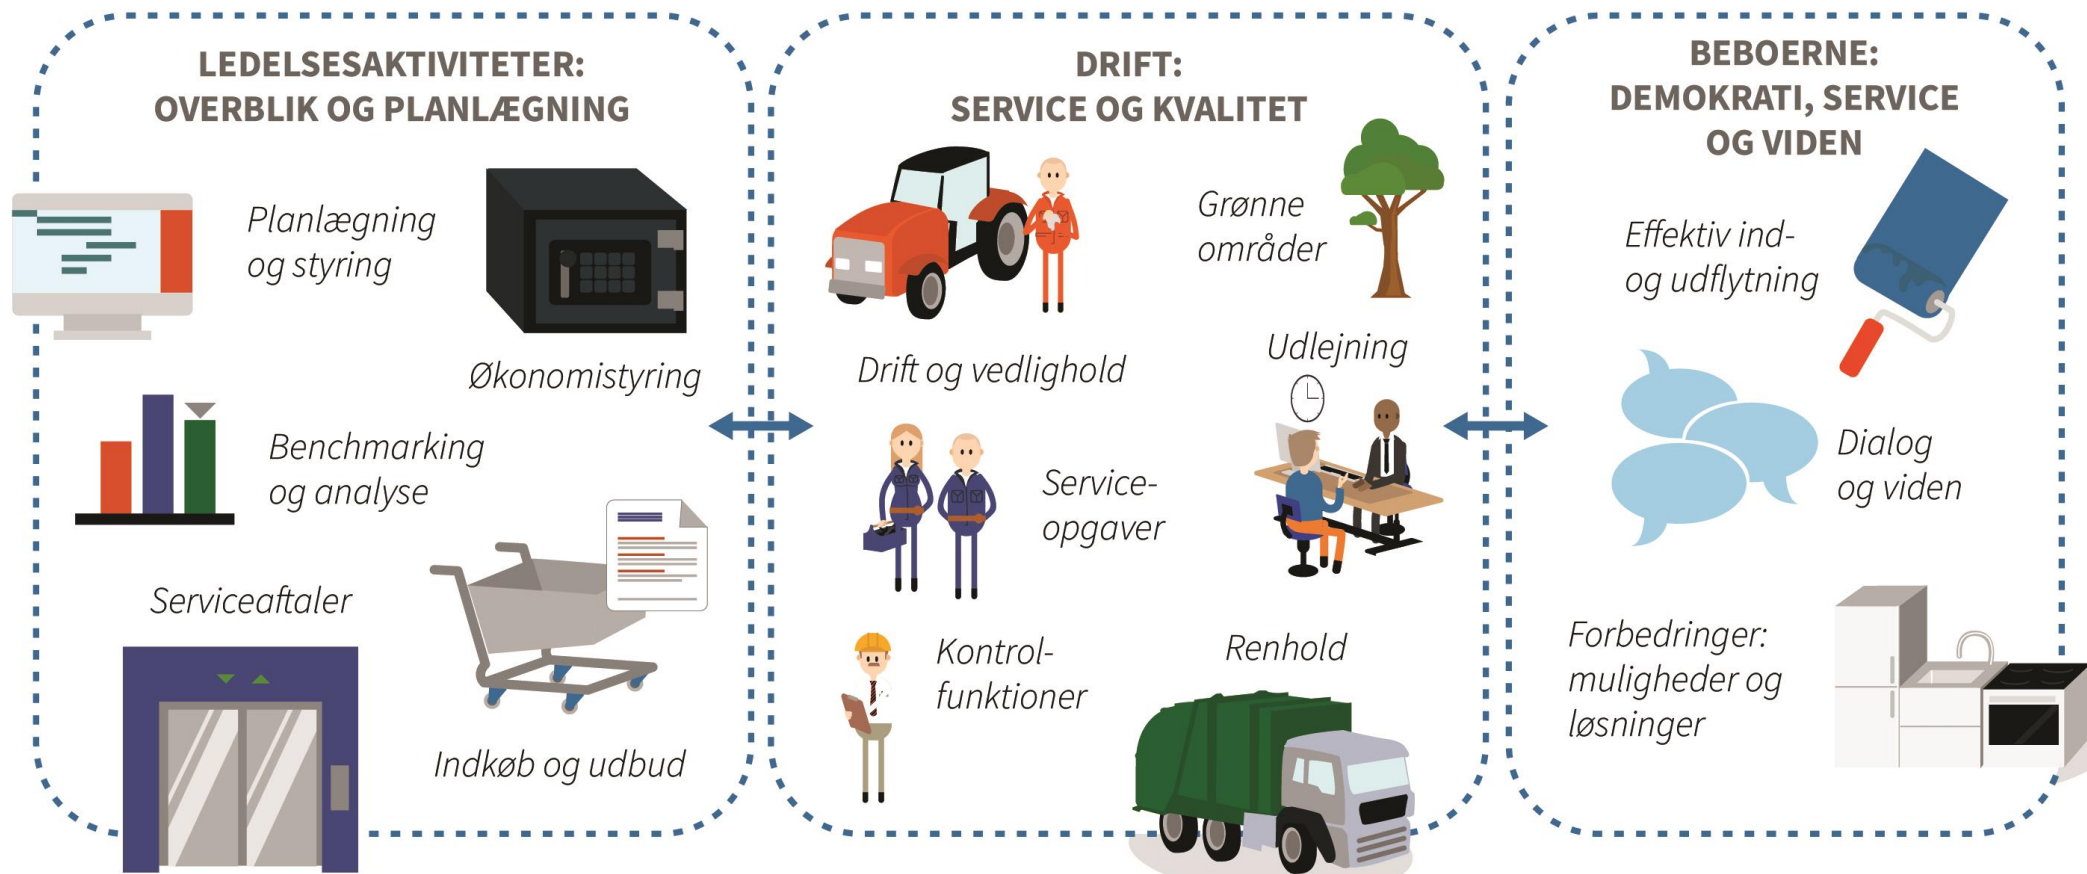 LEDELSESAKTIVITETER:
OVERBLIK OG PLANLÆGNING
Planlægning
og styring
Økonomistyring
Benchmarking
og analyse
Serviceaftaler
Indkøb og udbud
DRIFT:
SERVICE OG KVALITET
Grønne
områder
Drift og vedlighold
Udlejning
Service-
opgaver
Kontrol-
funktioner
Renhold
BEBOERNE:
DEMOKRATI, SERVICE
OG VIDEN
Effektiv ind-
og udflytning
Dialog
og viden
Forbedringer:
muligheder og
løsninger